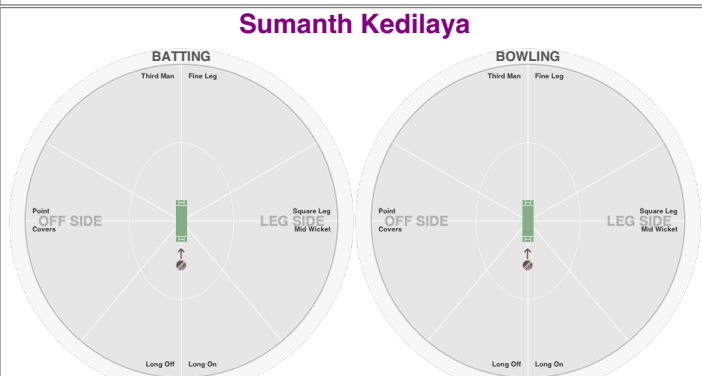 Sumanth Kedilaya
BATTING
Third Man Fine Leg
Point
OFF SIDE
Covers
Square Leg
LEG SIDE
Mid Wicket
Long Off Long On
BOWLING
Third Man Fine Leg
Point
OFF SIDE
Covers
Square Leg
LEG SIDE
Mid Wicket
Long Off Long On